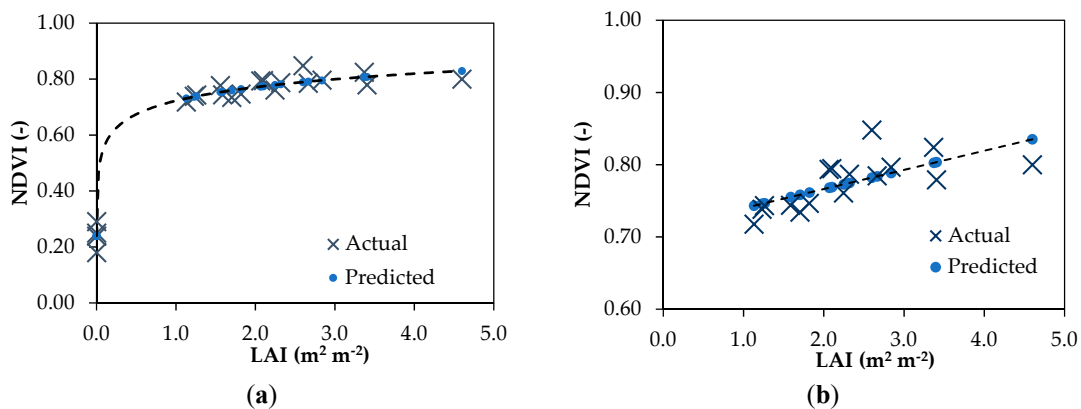 1.00
0.80
0.60
0.40
0.20
0.00
NDVI (-)
Actual
Predicted
0.0 1.0 2.0 3.0 4.0 5.0
LAI (m² m⁻²)
(a)
1.00
0.90
0.80
0.70
0.60
NDVI (-)
Actual
Predicted
0.0 1.0 2.0 3.0 4.0 5.0
LAI (m² m⁻²)
(b)